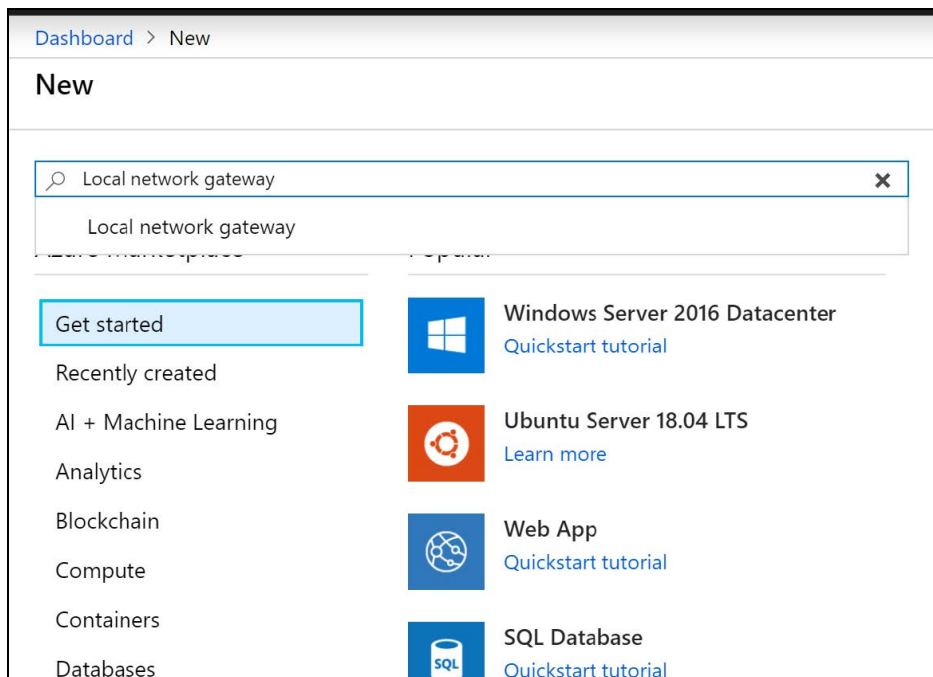 Dashboard > New
New
Local network gateway
Local network gateway
Get started
Recently created
AI + Machine Learning
Analytics
Blockchain
Compute
Containers
Databases
Windows Server 2016 Datacenter
Quickstart tutorial
Ubuntu Server 18.04 LTS
Learn more
Web App
Quickstart tutorial
SQL
SQL Database
Quickstart tutorial